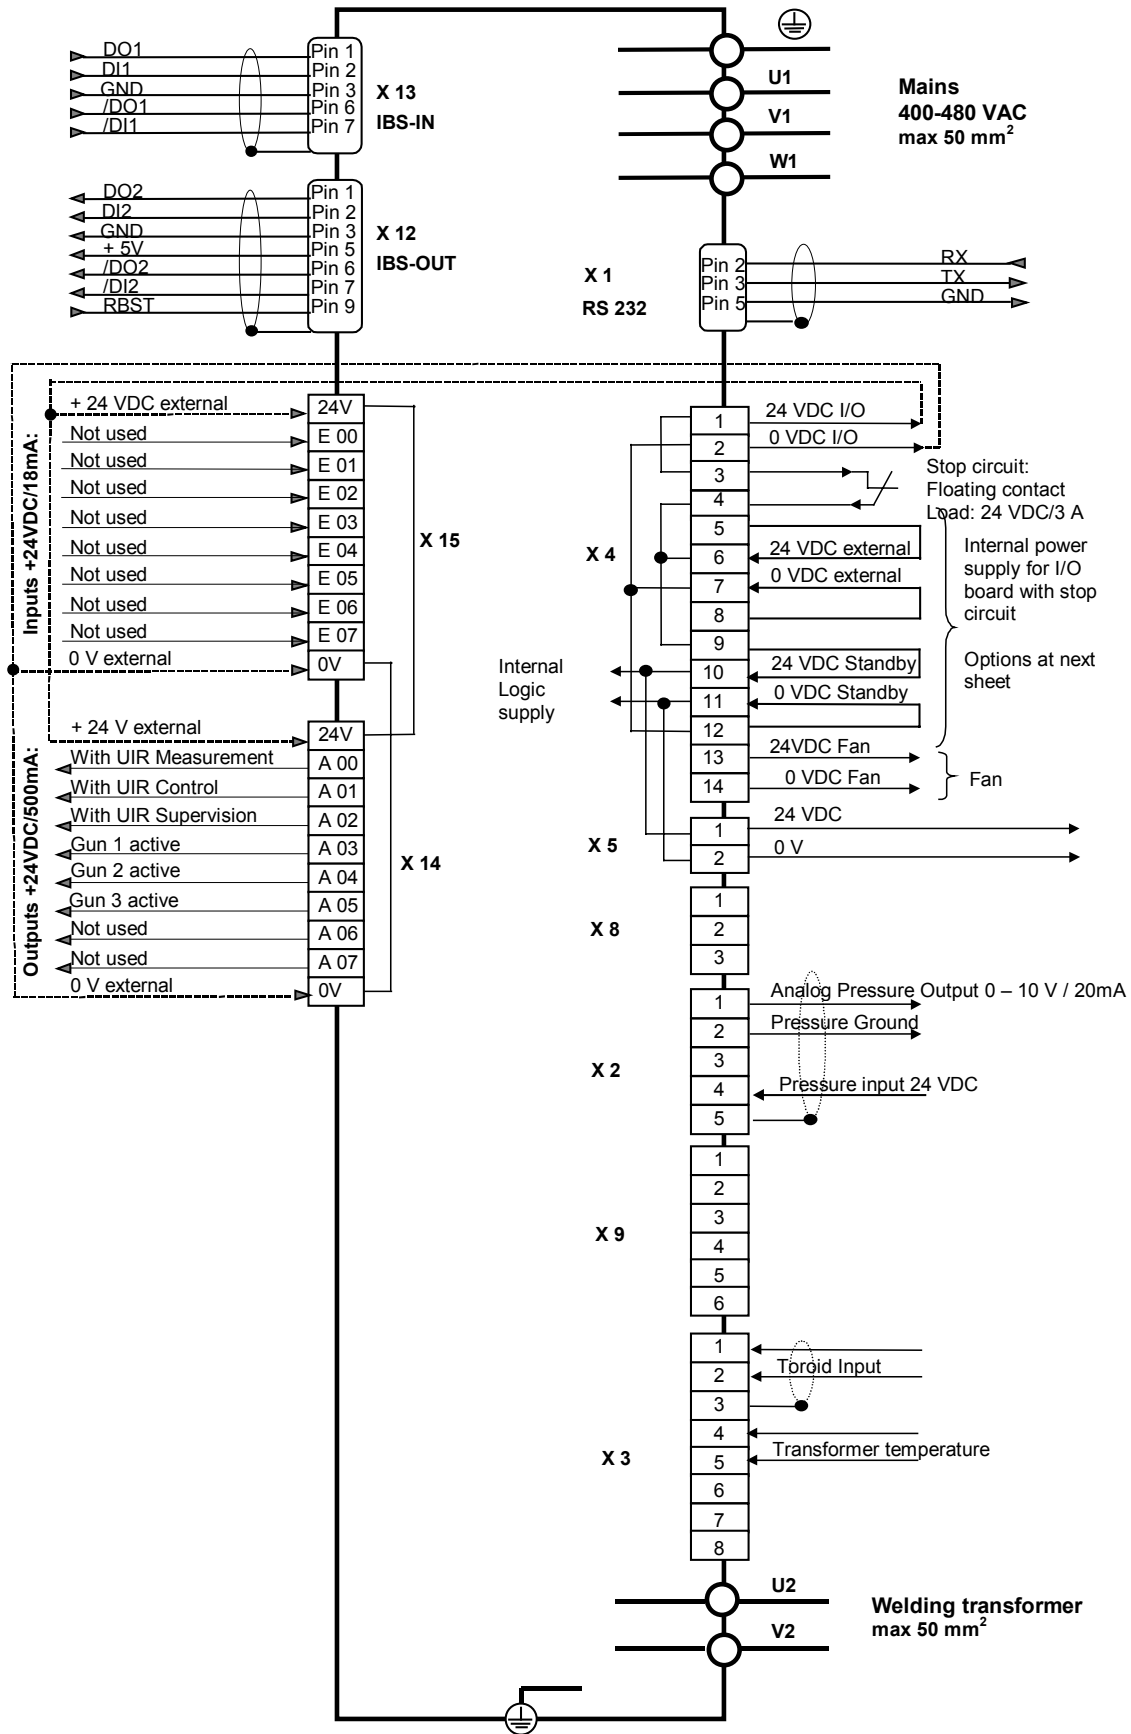 DO1
DI1
GND
/DO1
/DI1
Pin 1
Pin 2
Pin 3
Pin 6
Pin 7
X 13
IBS-IN
DO2
DI2
GND
+ 5V
/DO2
/DI2
RBST
Pin 1
Pin 2
Pin 3
Pin 5
Pin 6
Pin 7
Pin 9
X 12
IBS-OUT
U1
V1
W1
Mains
400-480 VAC
max 50 mm²
X 1
RS 232
Pin 2
Pin 3
Pin 5
RX
TX
GND
Inputs +24VDC/18mA:
+ 24 VDC external
Not used
Not used
Not used
Not used
Not used
Not used
Not used
Not used
0 V external
24V
E 00
E 01
E 02
E 03
E 04
E 05
E 06
E 07
0V
X 15
Outputs +24VDC/500mA:
+ 24 V external
With UIR Measurement
With UIR Control
With UIR Supervision
Gun 1 active
Gun 2 active
Gun 3 active
Not used
Not used
0 V external
24V
A 00
A 01
A 02
A 03
A 04
A 05
A 06
A 07
0V
X 14
X 4
1
2
3
4
5
6
7
8
9
10
11
12
13
14
24 VDC I/O
0 VDC I/O
Stop circuit:
Floating contact
Load: 24 VDC/3 A
24 VDC external
0 VDC external
Internal power
supply for I/O
board with stop
circuit
Options at next
sheet
24 VDC Standby
0 VDC Standby
24VDC Fan
0 VDC Fan
Fan
Internal
Logic
supply
X 5
1
2
24 VDC
0 V
X 8
1
2
3
X 2
1
2
3
4
5
Analog Pressure Output 0 – 10 V / 20mA
Pressure Ground
Pressure input 24 VDC
X 9
1
2
3
4
5
6
X 3
1
2
3
4
5
6
7
8
Toroid Input
Transformer temperature
U2
V2
Welding transformer
max 50 mm²